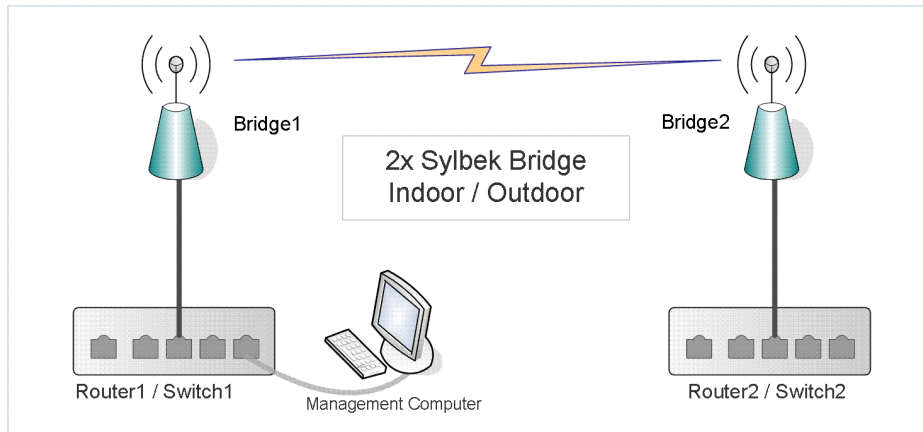 Bridge1
Bridge2
2x Sylbek Bridge
Indoor / Outdoor
Router1 / Switch1
Management Computer
Router2 / Switch2